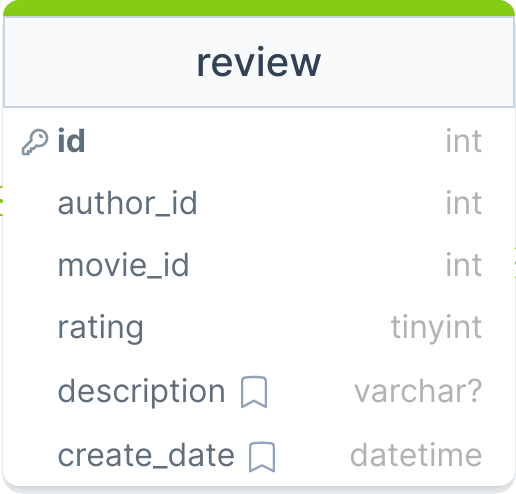 review
id int
author_id int
movie_id int
rating tinyint
description varchar?
create_date datetime